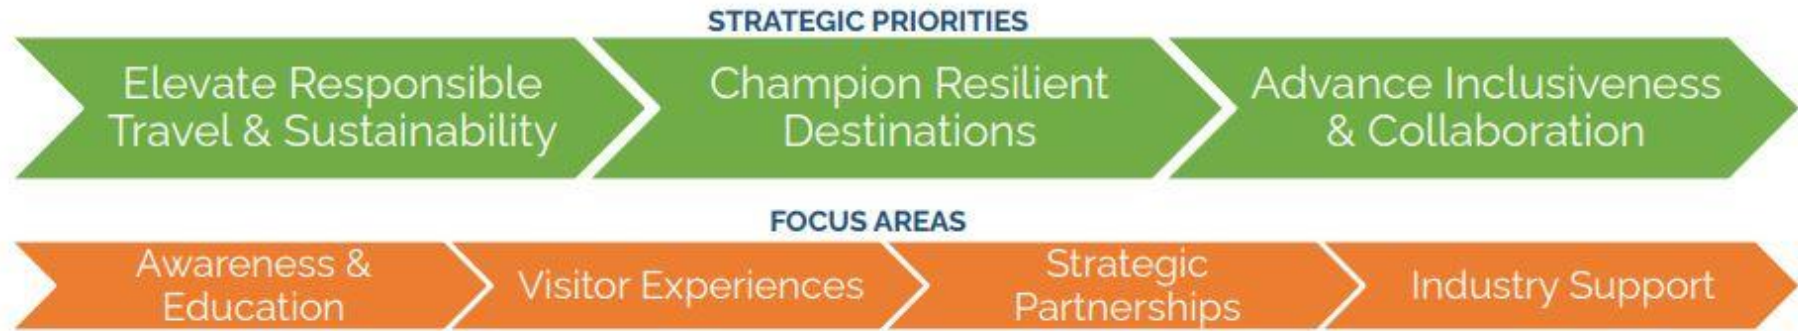 STRATEGIC PRIORITIES
Elevate Responsible
Travel & Sustainability
Champion Resilient
Destinations
Advance Inclusiveness
& Collaboration
FOCUS AREAS
Awareness &
Education
Visitor Experiences
Strategic
Partnerships
Industry Support